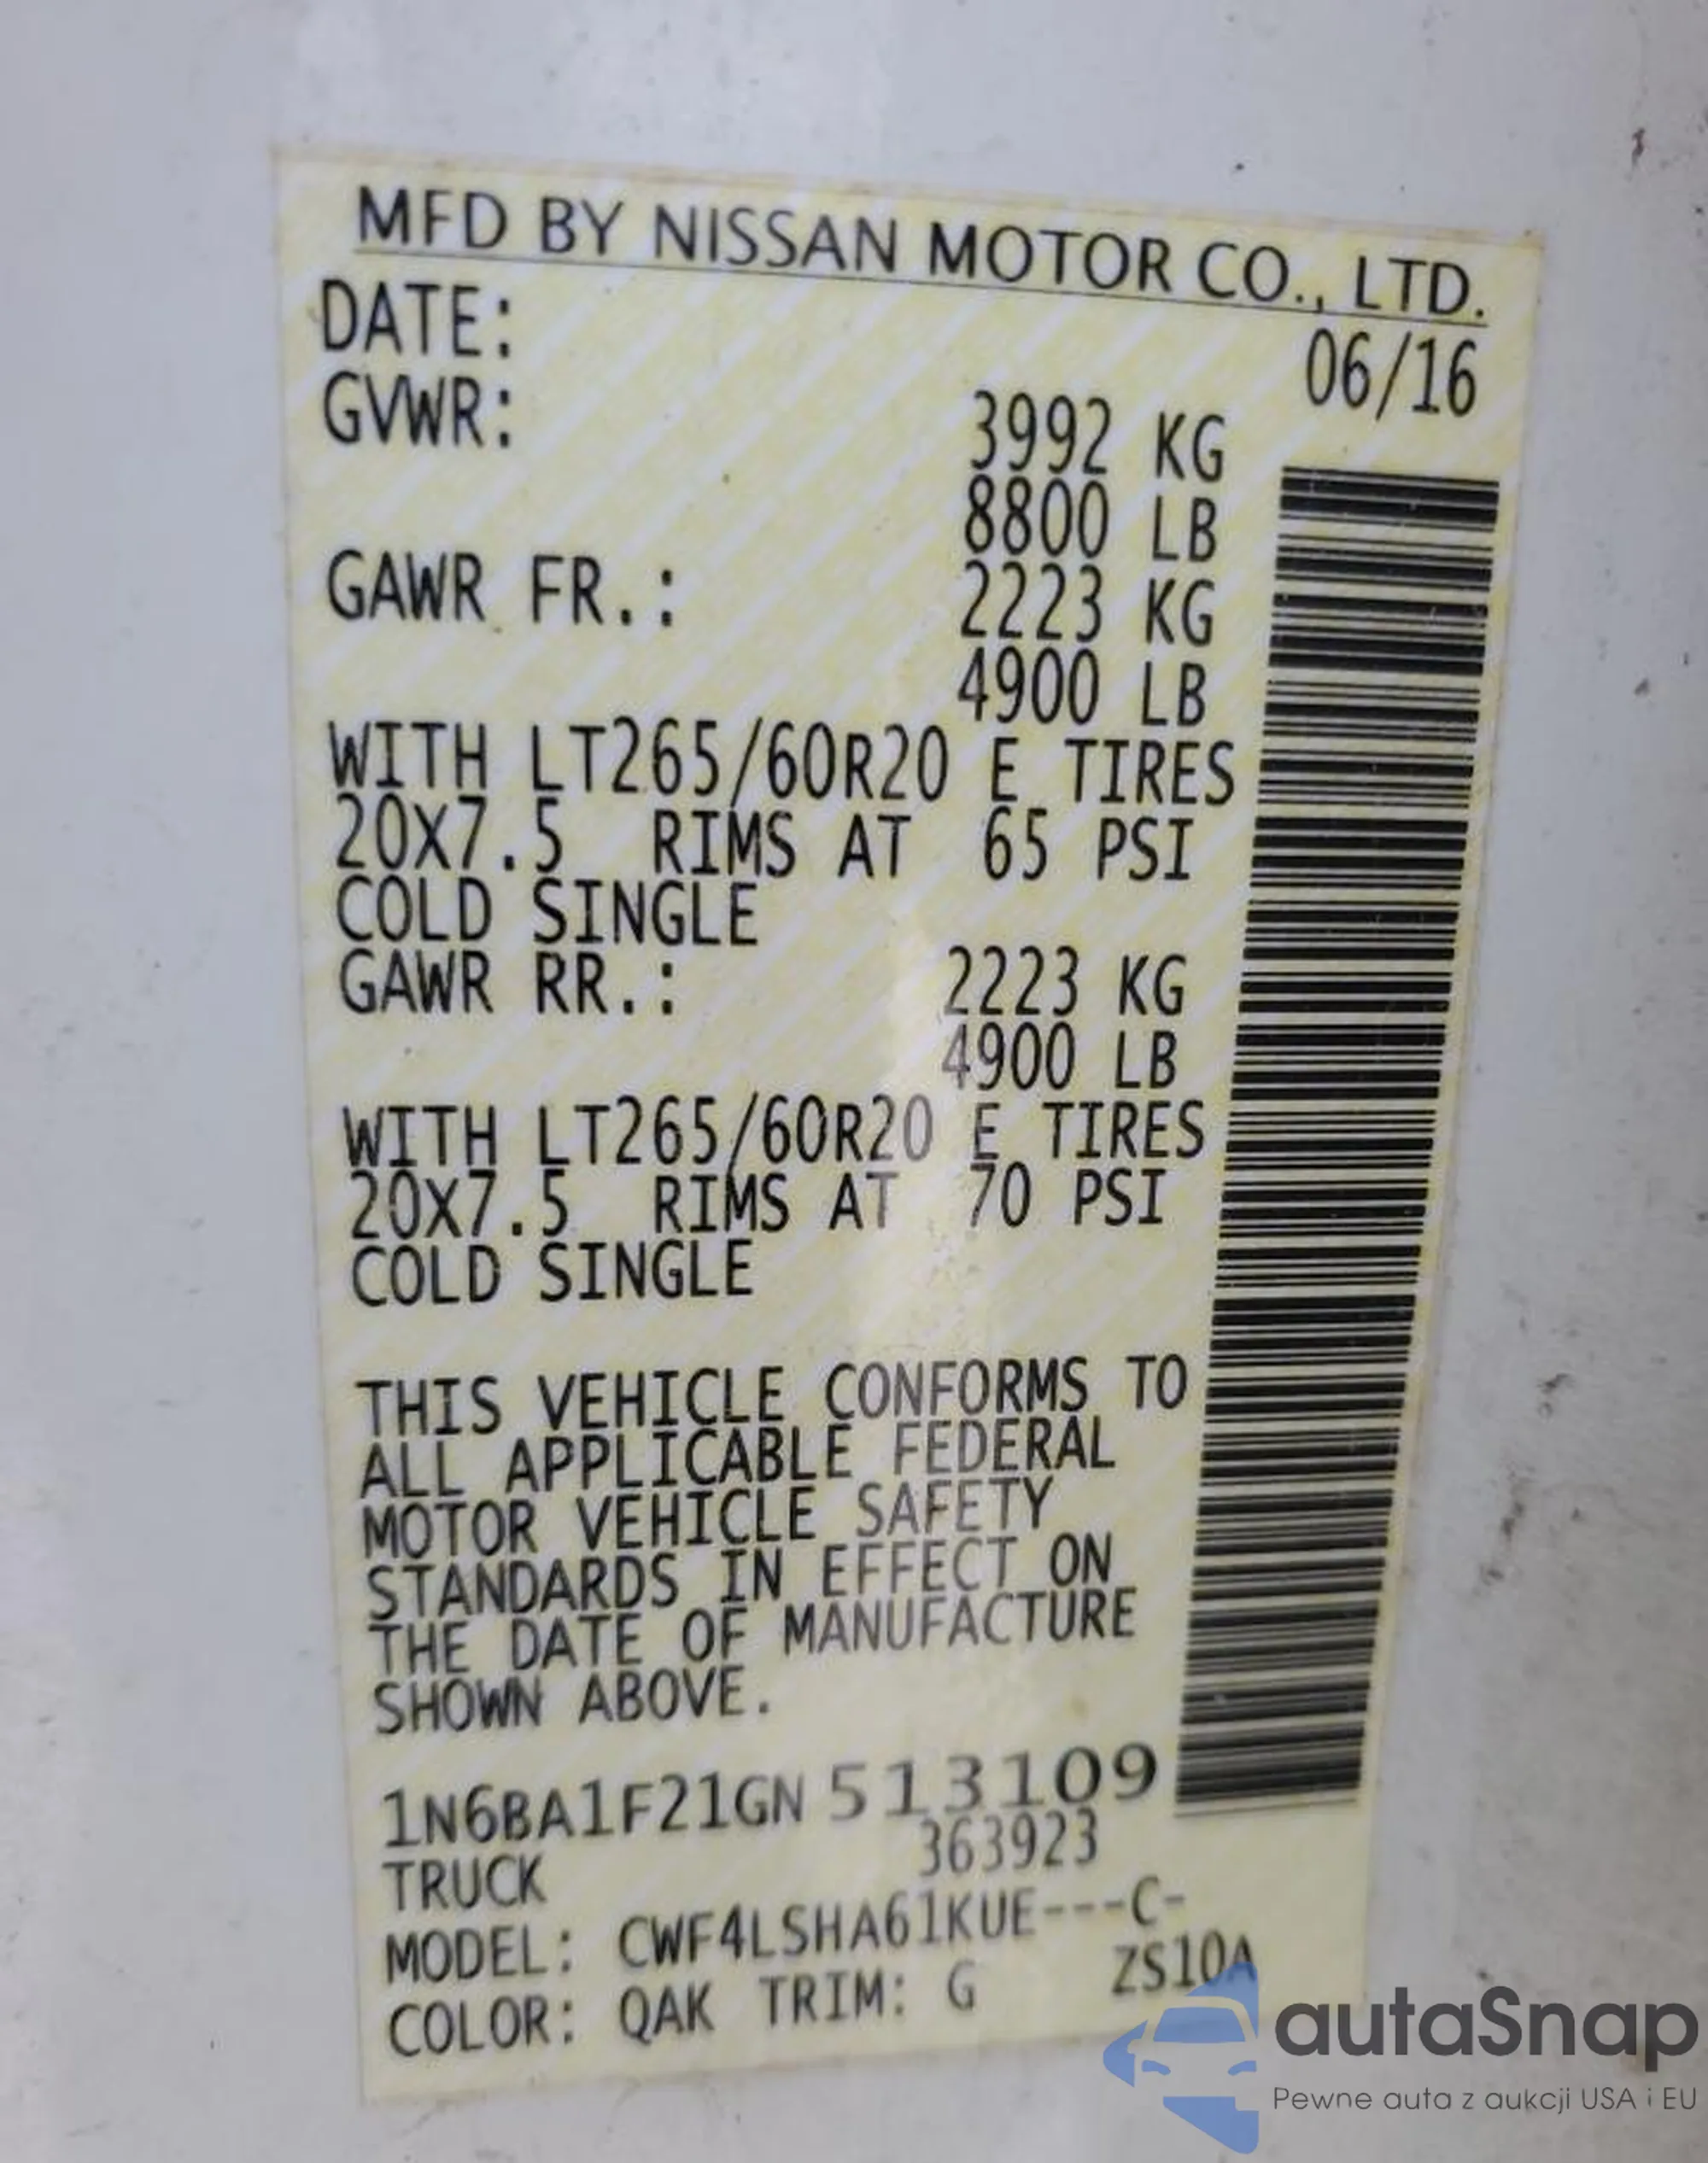 MFD BY NISSAN MOTOR CO., LTD.
DATE: 06/16
GVWR: 3992 KG
8800 LB
GAWR FR.: 2223 KG
4900 LB
WITH LT265/60R20 E TIRES
20X7.5 RIMS AT 65 PSI
COLD SINGLE
GAWR RR.: 2223 KG
4900 LB
WITH LT265/60R20 E TIRES
20X7.5 RIMS AT 70 PSI
COLD SINGLE
THIS VEHICLE CONFORMS TO
ALL APPLICABLE FEDERAL
MOTOR VEHICLE SAFETY
STANDARDS IN EFFECT ON
THE DATE OF MANUFACTURE
SHOWN ABOVE.
1N6BA1F21GN513109
TRUCK 363923
MODEL: CWF4LSHA61KUE---C-
COLOR: QAK TRIM: G ZS10A
autaSnap
Pewne auta z aukcji USA i EU